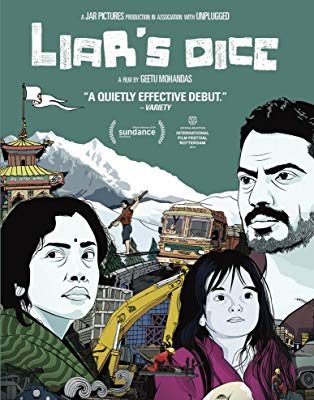 A JAR PICTURES PRODUCTION IN ASSOCIATION WITH UNPLUGGED
LIAR'S DICE
A FILM BY GEETU MOHANDAS
"A QUIETLY EFFECTIVE DEBUT."
– VARIETY
sundance
INTERNATIONAL
FILM FESTIVAL
ROTTERDAM